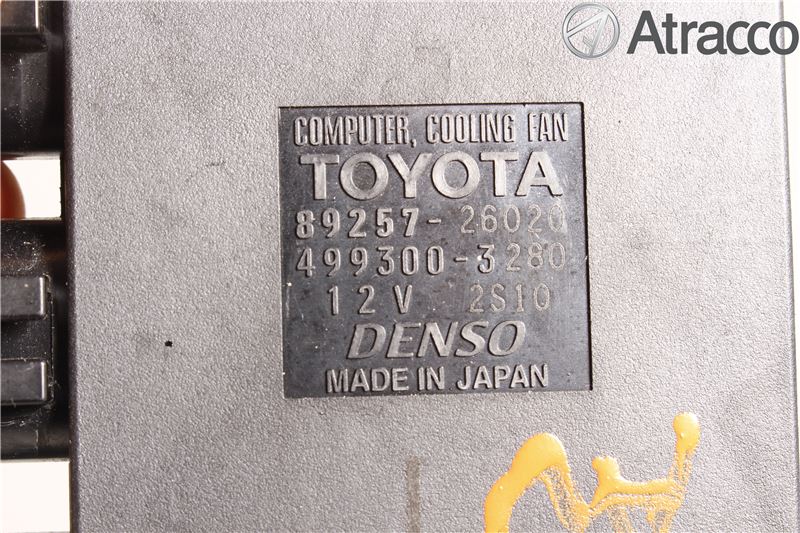 Atracco
COMPUTER, COOLING FAN
TOYOTA
89257-26020
499300-3280
12V 2S10
DENSO
MADE IN JAPAN